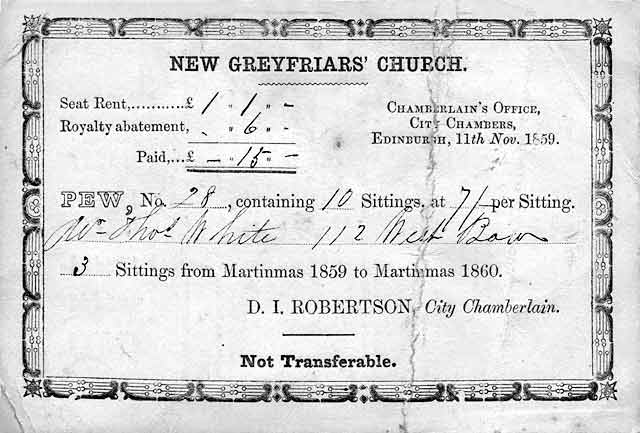 NEW GREYFRIARS' CHURCH.
Seat Rent,.......... £ 1 " 1 " -
Royalty abatement, - " 6 " -
Paid,... £ - " 15 " -
CHAMBERLAIN'S OFFICE,
CITY CHAMBERS,
EDINBURGH, 11th Nov. 1859.
PEW, No. 28, containing 10 Sittings, at 7/- per Sitting.
Mr. Thos. White 112 West Bow
3 Sittings from Martinmas 1859 to Martinmas 1860.
D. I. ROBERTSON, City Chamberlain.
Not Transferable.